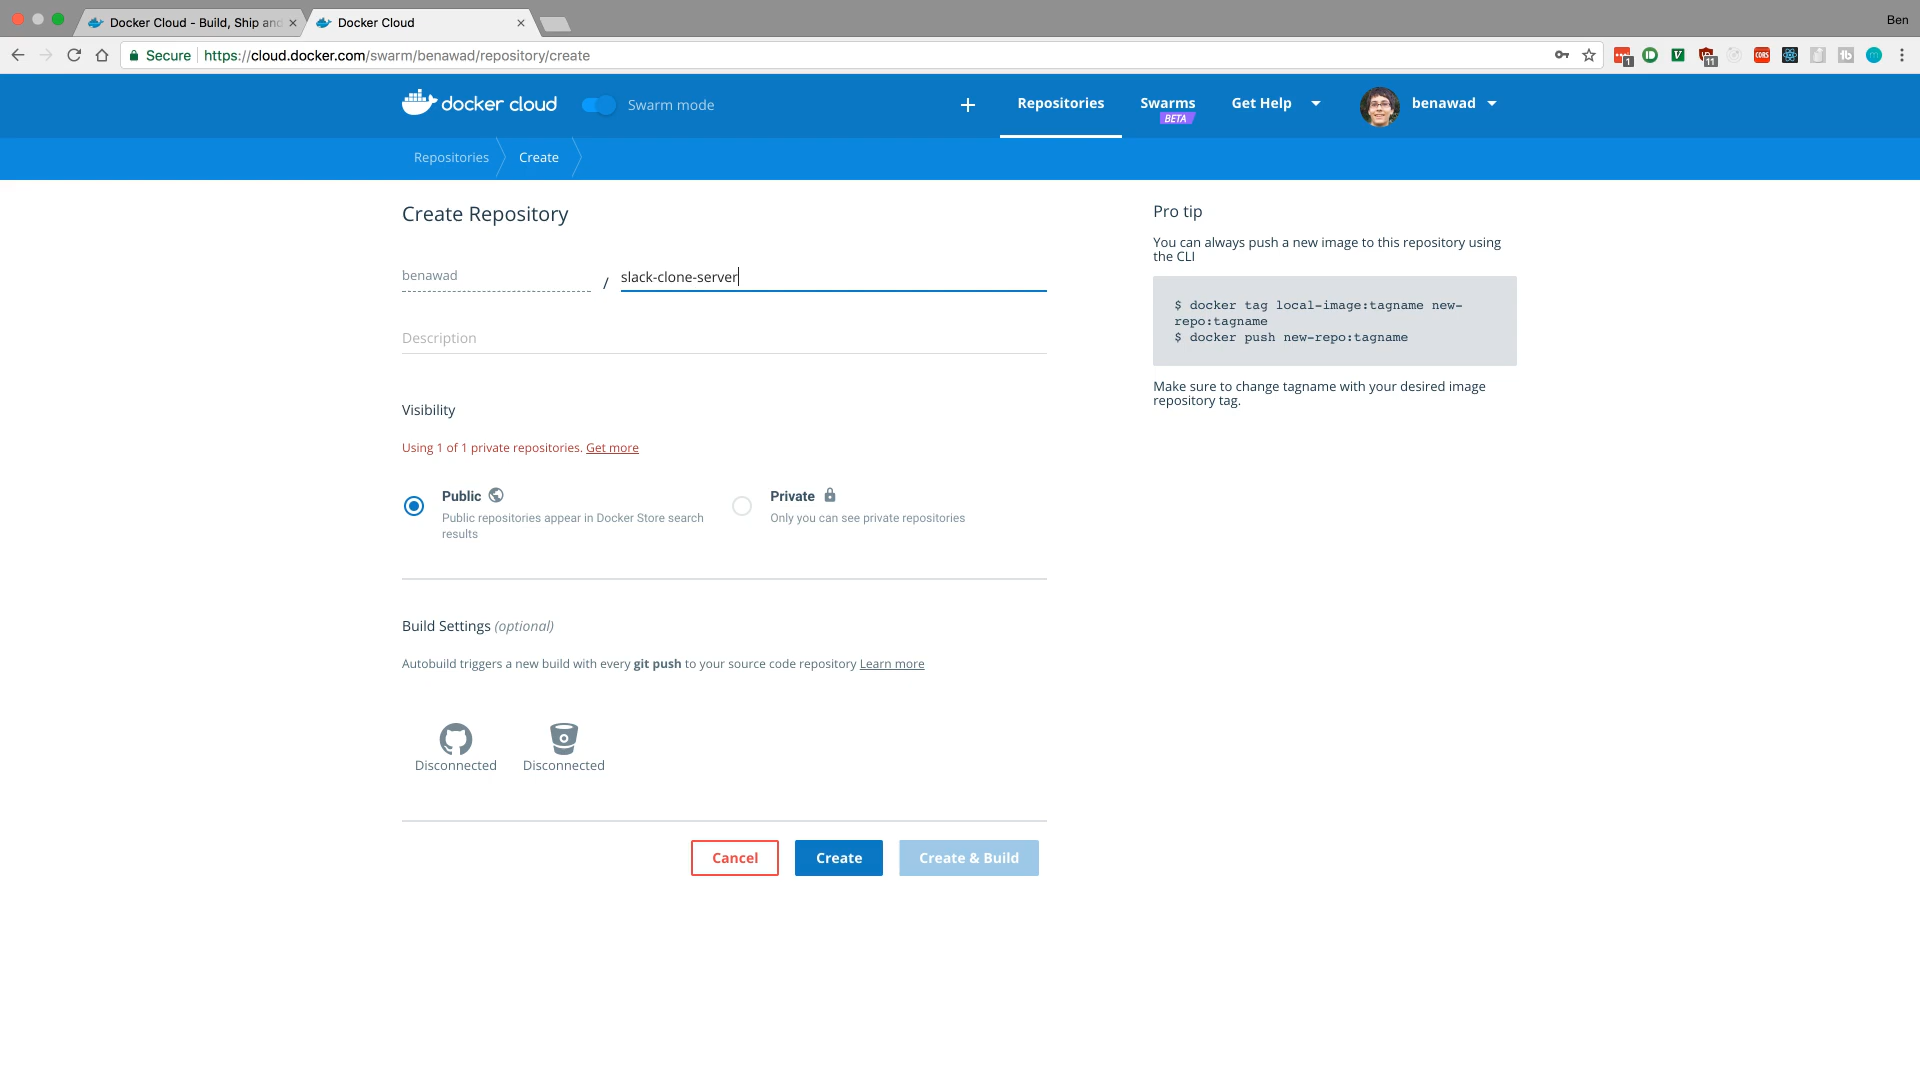 Docker Cloud - Build, Ship and
Docker Cloud
Ben
Secure https://cloud.docker.com/swarm/benawad/repository/create
1
11
CORS
docker cloud
Swarm mode
Repositories
Swarms
BETA
Get Help
benawad
Repositories
Create
Create Repository
benawad / slack-clone-server
Description
Visibility
Using 1 of 1 private repositories. Get more
Public
Public repositories appear in Docker Store search
results
Private
Only you can see private repositories
Build Settings (optional)
Autobuild triggers a new build with every git push to your source code repository Learn more
Disconnected
Disconnected
Cancel
Create
Create & Build
Pro tip
You can always push a new image to this repository using
the CLI
$ docker tag local-image:tagname new-
repo:tagname
$ docker push new-repo:tagname
Make sure to change tagname with your desired image
repository tag.